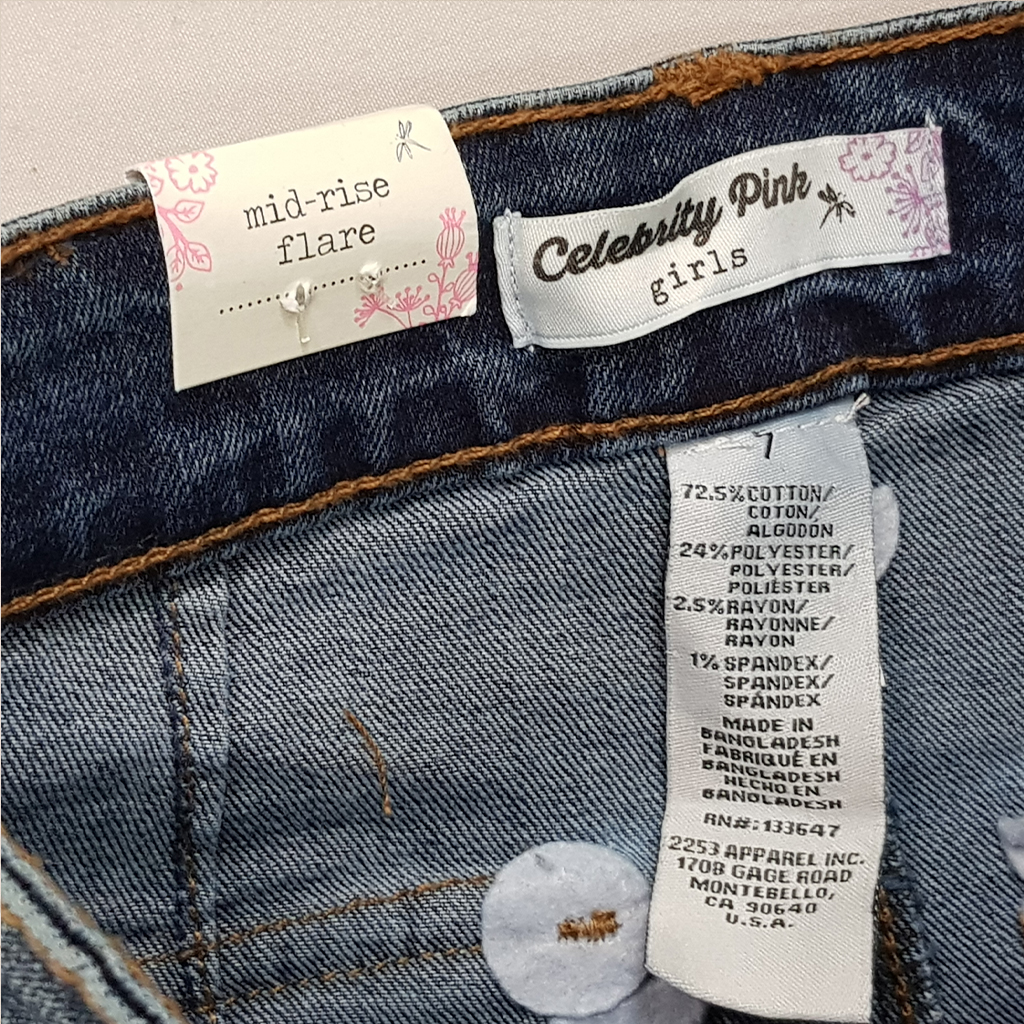 mid-rise
flare
Celebrity Pink
girls
7
72.5%COTTON/
COTON/
ALGODÓN
24%POLYESTER/
POLYESTER/
POLIÉSTER
2.5%RAYON/
RAYONNE/
RAYON
1% SPANDEX/
SPANDEX/
SPÁNDEX
MADE IN
BANGLADESH
FABRIQUÉ EN
BANGLADESH
HECHO EN
BANGLADESH
RN#:133647
2253 APPAREL INC.
1708 GAGE ROAD
MONTEBELLO,
CA 90640
U.S.A.